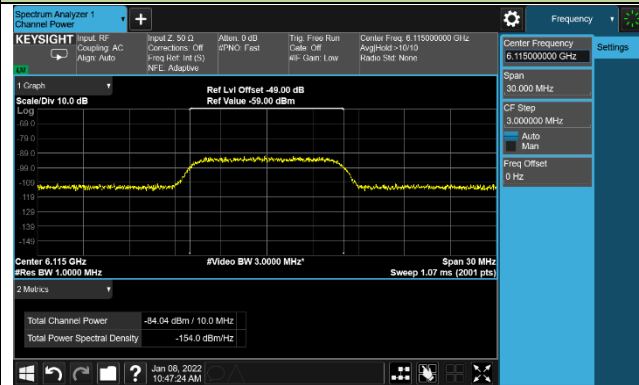 Spectrum Analyzer 1
Channel Power
Frequency
KEYSIGHT
Input: RF
Coupling: AC
Align: Auto
Input Z: 50 Ω
Corrections: Off
Freq Ref: Int (S)
NFE: Adaptive
Atten: 0 dB
#PNO: Fast
Trig: Free Run
Gate: Off
#IF Gain: Low
Center Freq: 6.115000000 GHz
Avg|Hold:>10/10
Radio Std: None
LXI
Center Frequency
6.115000000 GHz
Settings
Span
30.000 MHz
CF Step
3.000000 MHz
Auto
Man
Freq Offset
0 Hz
1 Graph
Scale/Div 10.0 dB
Ref Lvl Offset -49.00 dB
Ref Value -59.00 dBm
Log
-69.0
-79.0
-89.0
-99.0
-109
-119
-129
-139
-149
Center 6.115 GHz
#Video BW 3.0000 MHz*
Span 30 MHz
#Res BW 1.0000 MHz
Sweep 1.07 ms (2001 pts)
2 Metrics
Total Channel Power -84.04 dBm / 10.0 MHz
Total Power Spectral Density -154.0 dBm/Hz
?
Jan 08, 2022
10:47:24 AM